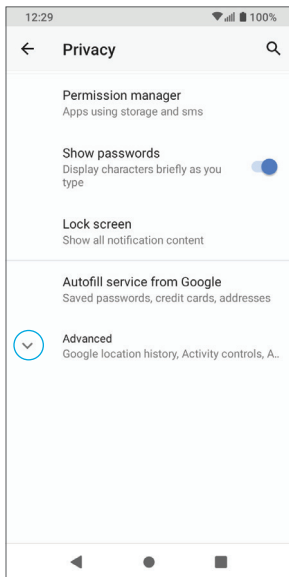 12:29
100%
Privacy
Permission manager
Apps using storage and sms
Show passwords
Display characters briefly as you
type
Lock screen
Show all notification content
Autofill service from Google
Saved passwords, credit cards, addresses
Advanced
Google location history, Activity controls, A..